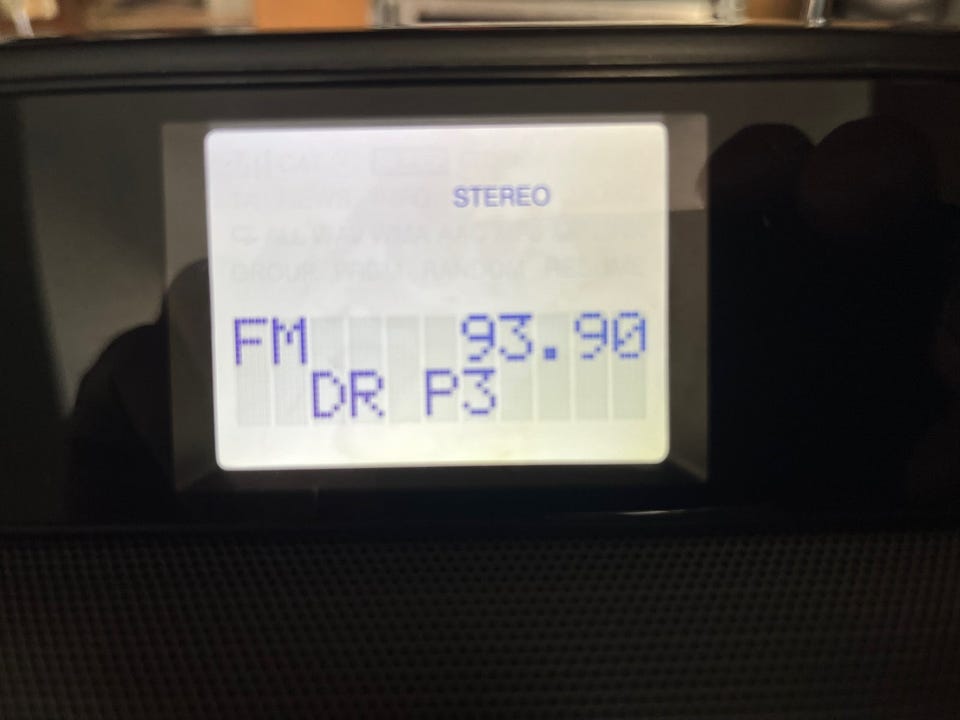 STEREO
FM 93.90
DR P3